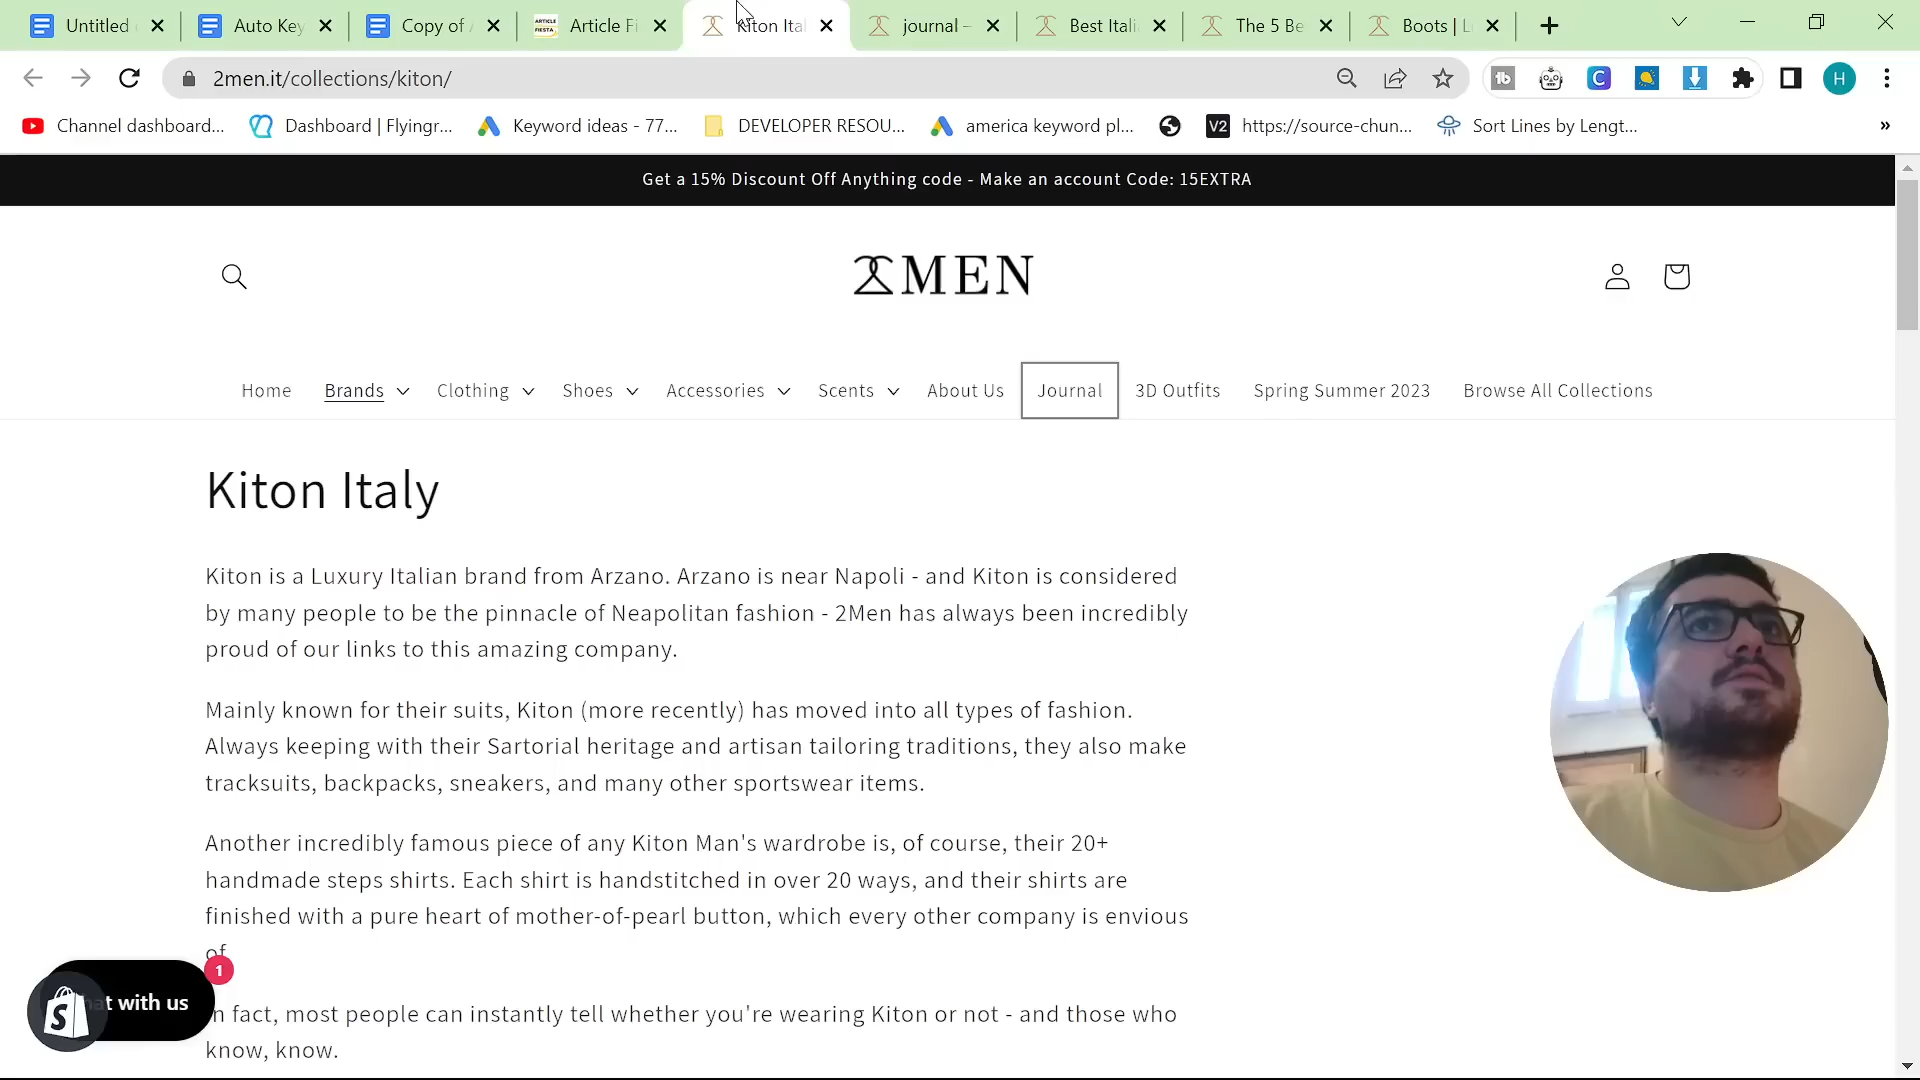 Untitled
Auto Key
Copy of
Article Fi
Kiton Ita
journal –
Best Itali
The 5 Be
Boots | L
2men.it/collections/kiton/
H
Channel dashboard...
Dashboard | Flyingr...
Keyword ideas - 77...
DEVELOPER RESOU...
america keyword pl...
V2
https://source-chun...
Sort Lines by Lengt...
»
Get a 15% Discount Off Anything code - Make an account Code: 15EXTRA
2MEN
Home
Brands
Clothing
Shoes
Accessories
Scents
About Us
Journal
3D Outfits
Spring Summer 2023
Browse All Collections
Kiton Italy
Kiton is a Luxury Italian brand from Arzano. Arzano is near Napoli - and Kiton is considered
by many people to be the pinnacle of Neapolitan fashion - 2Men has always been incredibly
proud of our links to this amazing company.
Mainly known for their suits, Kiton (more recently) has moved into all types of fashion.
Always keeping with their Sartorial heritage and artisan tailoring traditions, they also make
tracksuits, backpacks, sneakers, and many other sportswear items.
Another incredibly famous piece of any Kiton Man's wardrobe is, of course, their 20+
handmade steps shirts. Each shirt is handstitched in over 20 ways, and their shirts are
finished with a pure heart of mother-of-pearl button, which every other company is envious
of
1
at with us
n fact, most people can instantly tell whether you're wearing Kiton or not - and those who
know, know.